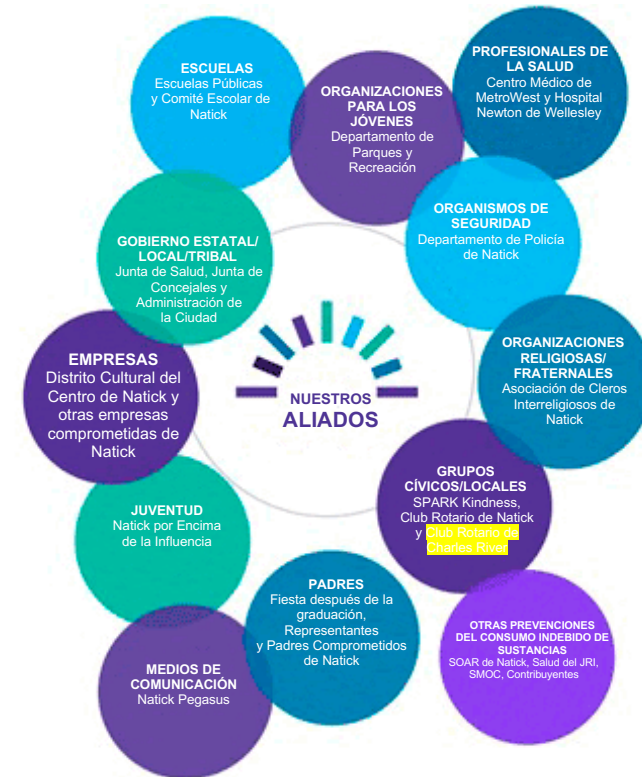 ESCUELAS
Escuelas Públicas
y Comité Escolar de
Natick
ORGANIZACIONES
PARA LOS
JÓVENES
Departamento de
Parques y
Recreación
PROFESIONALES DE
LA SALUD
Centro Médico de
MetroWest y Hospital
Newton de Wellesley
GOBIERNO ESTATAL/
LOCAL/TRIBAL
Junta de Salud, Junta de
Concejales y
Administración de
la Ciudad
ORGANISMOS DE
SEGURIDAD
Departamento de Policía
de Natick
EMPRESAS
Distrito Cultural del
Centro de Natick y
otras empresas
comprometidas de
Natick
NUESTROS
ALIADOS
ORGANIZACIONES
RELIGIOSAS/
FRATERNALES
Asociación de Cleros
Interreligiosos de
Natick
JUVENTUD
Natick por Encima
de la Influencia
GRUPOS
CÍVICOS/LOCALES
SPARK Kindness,
Club Rotario de Natick
y Club Rotario de
Charles River
PADRES
Fiesta después de la
graduación,
Representantes
y Padres Comprometidos
de Natick
MEDIOS DE
COMUNICACIÓN
Natick Pegasus
OTRAS PREVENCIONES
DEL CONSUMO INDEBIDO DE
SUSTANCIAS
SOAR de Natick, Salud del JRI,
SMOC, Contribuyentes